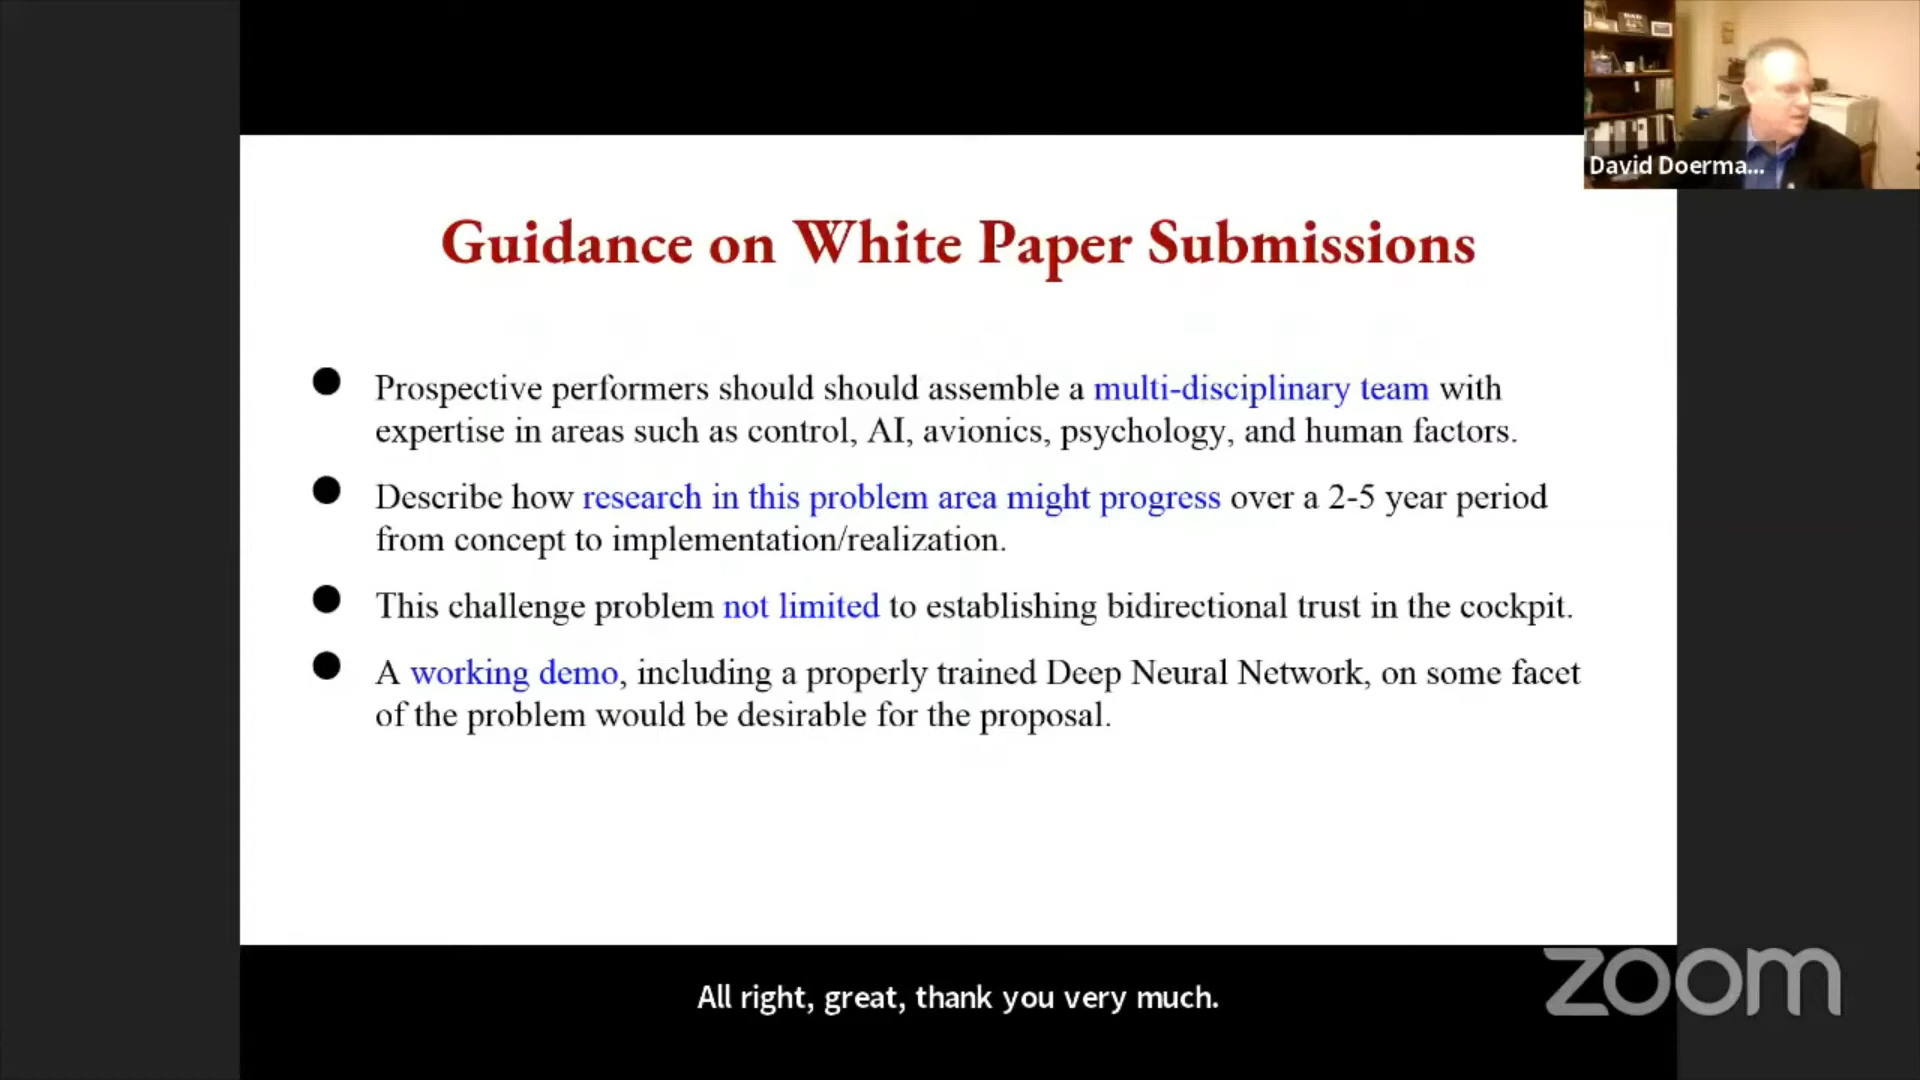 David Doerma...
Guidance on White Paper Submissions
Prospective performers should should assemble a multi-disciplinary team with
expertise in areas such as control, AI, avionics, psychology, and human factors.
Describe how research in this problem area might progress over a 2-5 year period
from concept to implementation/realization.
This challenge problem not limited to establishing bidirectional trust in the cockpit.
A working demo, including a properly trained Deep Neural Network, on some facet
of the problem would be desirable for the proposal.
All right, great, thank you very much.
zoom